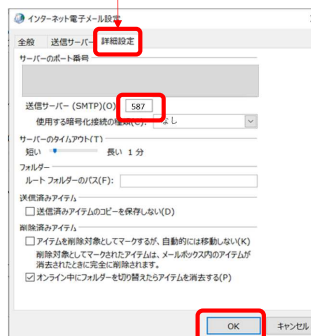 インターネット電子メール設定
全般 送信サーバー 詳細設定
サーバーのポート番号
送信サーバー (SMTP)(O): 587
使用する暗号化接続の種類(C): なし
サーバーのタイムアウト(T)
短い 長い 1 分
フォルダー
ルート フォルダーのパス(F):
送信済みアイテム
送信済みアイテムのコピーを保存しない(D)
削除済みアイテム
アイテムを削除対象としてマークするが、自動的には移動しない(K)
削除対象としてマークされたアイテムは、メールボックス内のアイテムが
消去されたときに完全に削除されます。
オンライン中にフォルダーを切り替えたらアイテムを消去する(P)
OK キャンセル